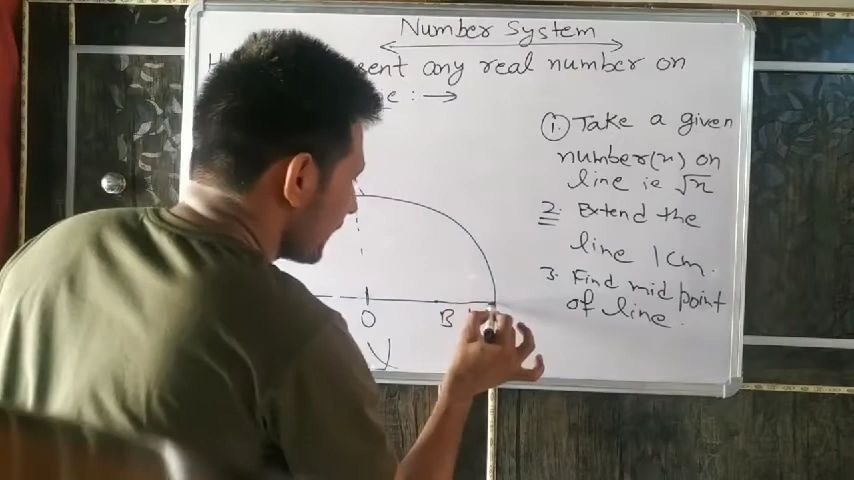 Number System
sent any real number on
e : →
① Take a given
number(n) on
line ie √n
2. Extend the
line 1cm.
3. Find mid point
of line.
O B